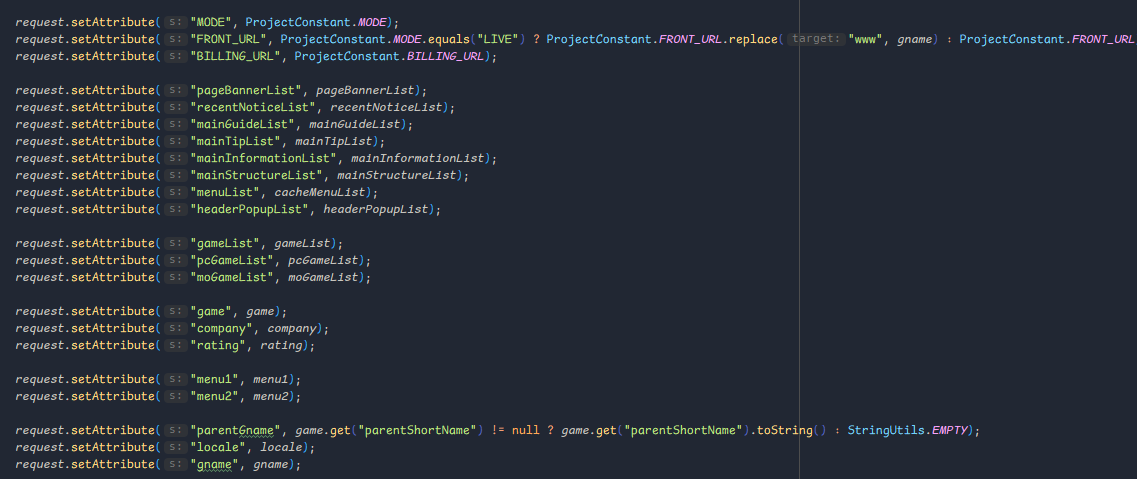 request.setAttribute( s: "MODE", ProjectConstant.MODE);
request.setAttribute( s: "FRONT_URL", ProjectConstant.MODE.equals("LIVE") ? ProjectConstant.FRONT_URL.replace( target: "www", gname) : ProjectConstant.FRONT_URL
request.setAttribute( s: "BILLING_URL", ProjectConstant.BILLING_URL);
request.setAttribute( s: "pageBannerList", pageBannerList);
request.setAttribute( s: "recentNoticeList", recentNoticeList);
request.setAttribute( s: "mainGuideList", mainGuideList);
request.setAttribute( s: "mainTipList", mainTipList);
request.setAttribute( s: "mainInformationList", mainInformationList);
request.setAttribute( s: "mainStructureList", mainStructureList);
request.setAttribute( s: "menuList", cacheMenuList);
request.setAttribute( s: "headerPopupList", headerPopupList);
request.setAttribute( s: "gameList", gameList);
request.setAttribute( s: "pcGameList", pcGameList);
request.setAttribute( s: "moGameList", moGameList);
request.setAttribute( s: "game", game);
request.setAttribute( s: "company", company);
request.setAttribute( s: "rating", rating);
request.setAttribute( s: "menu1", menu1);
request.setAttribute( s: "menu2", menu2);
request.setAttribute( s: "parentGname", game.get("parentShortName") != null ? game.get("parentShortName").toString() : StringUtils.EMPTY);
request.setAttribute( s: "locale", locale);
request.setAttribute( s: "gname", gname);